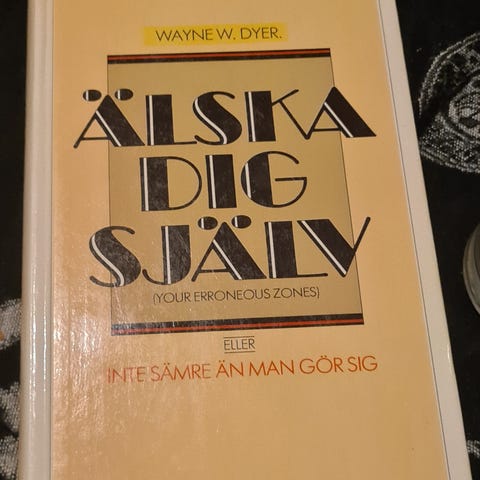 WAYNE W. DYER.
ÄLSKA
DIG
SJÄLV
(YOUR ERRONEOUS ZONES)
ELLER
INTE SÄMRE ÄN MAN GÖR SIG